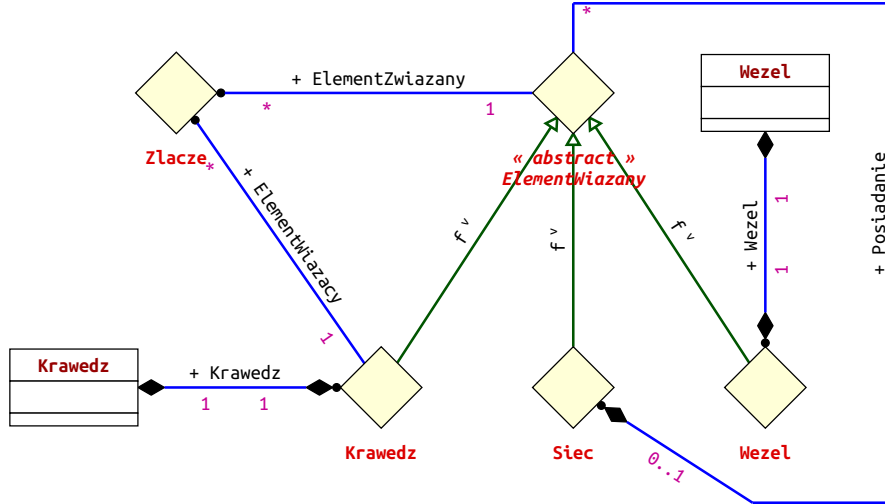 *
+ ElementZwiazany
*
1
Wezel
Zlacze
*
« abstract »
ElementWiazany
+ ElementWiazacy
1
f v
f v
f v
+ Wezel
1
1
+ Posiadanie
Krawedz
+ Krawedz
1
1
Krawedz
Siec
Wezel
0..1